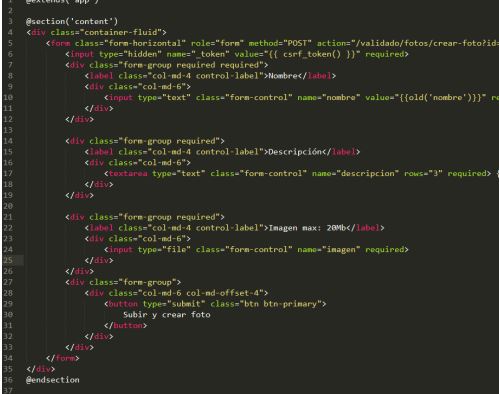 1 @extends('app')
2
3 @section('content')
4 <div class="container-fluid">
5 <form class="form-horizontal" role="form" method="POST" action="/validado/fotos/crear-foto?id=
6 <input type="hidden" name="_token" value="{{ csrf_token() }}" required>
7 <div class="form-group required required">
8 <label class="col-md-4 control-label">Nombre</label>
9 <div class="col-md-6">
10 <input type="text" class="form-control" name="nombre" value="{{old('nombre')}}" re
11 </div>
12 </div>
13
14 <div class="form-group required">
15 <label class="col-md-4 control-label">Descripción</label>
16 <div class="col-md-6">
17 <textarea type="text" class="form-control" name="descripcion" rows="3" required> {
18 </div>
19 </div>
20
21 <div class="form-group required">
22 <label class="col-md-4 control-label">Imagen max: 20Mb</label>
23 <div class="col-md-6">
24 <input type="file" class="form-control" name="imagen" required>
25 </div>
26 </div>
27 <div class="form-group">
28 <div class="col-md-6 col-md-offset-4">
29 <button type="submit" class="btn btn-primary">
30 Subir y crear foto
31 </button>
32 </div>
33 </div>
34 </form>
35 </div>
36 @endsection
37